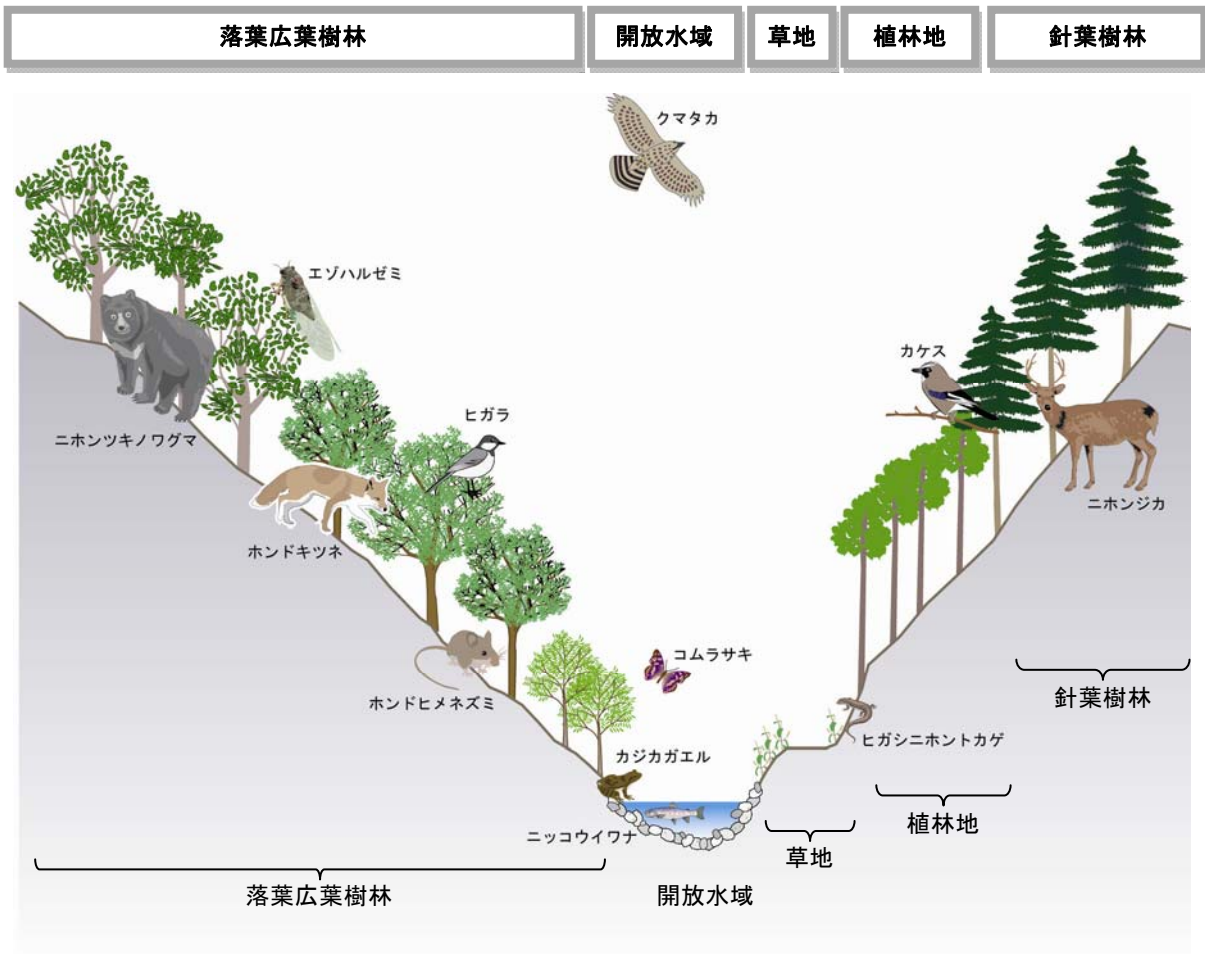 落葉広葉樹林
開放水域
草地
植林地
針葉樹林
クマタカ
エゾハルゼミ
カケス
ヒガラ
ニホンツキノワグマ
ニホンジカ
ホンドキツネ
コムラサキ
針葉樹林
ホンドヒメネズミ
ヒガシニホントカゲ
カジカガエル
植林地
ニッコウイワナ
草地
落葉広葉樹林
開放水域